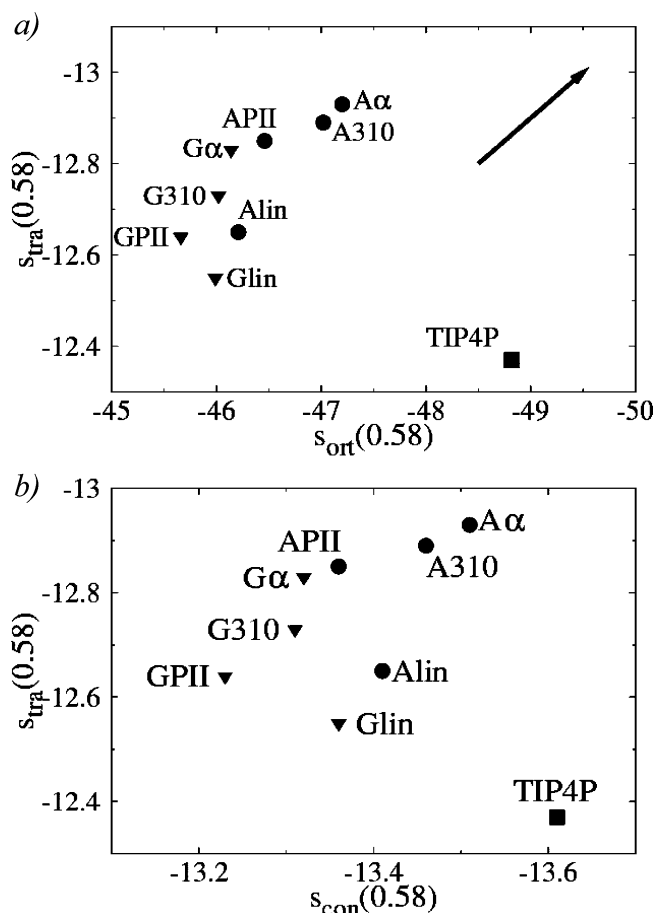 a)
-13
Aα
APII
A310
Gα
-12.8
G310
Alin
GPII
-12.6
Glin
-12.4
TIP4P
s_tra(0.58)
-45 -46 -47 -48 -49 -50
s_ort(0.58)
b)
-13
Aα
APII
A310
Gα
-12.8
G310
GPII
Alin
-12.6
Glin
TIP4P
-12.4
s_tra(0.58)
-13.2 -13.4 -13.6
s_con(0.58)